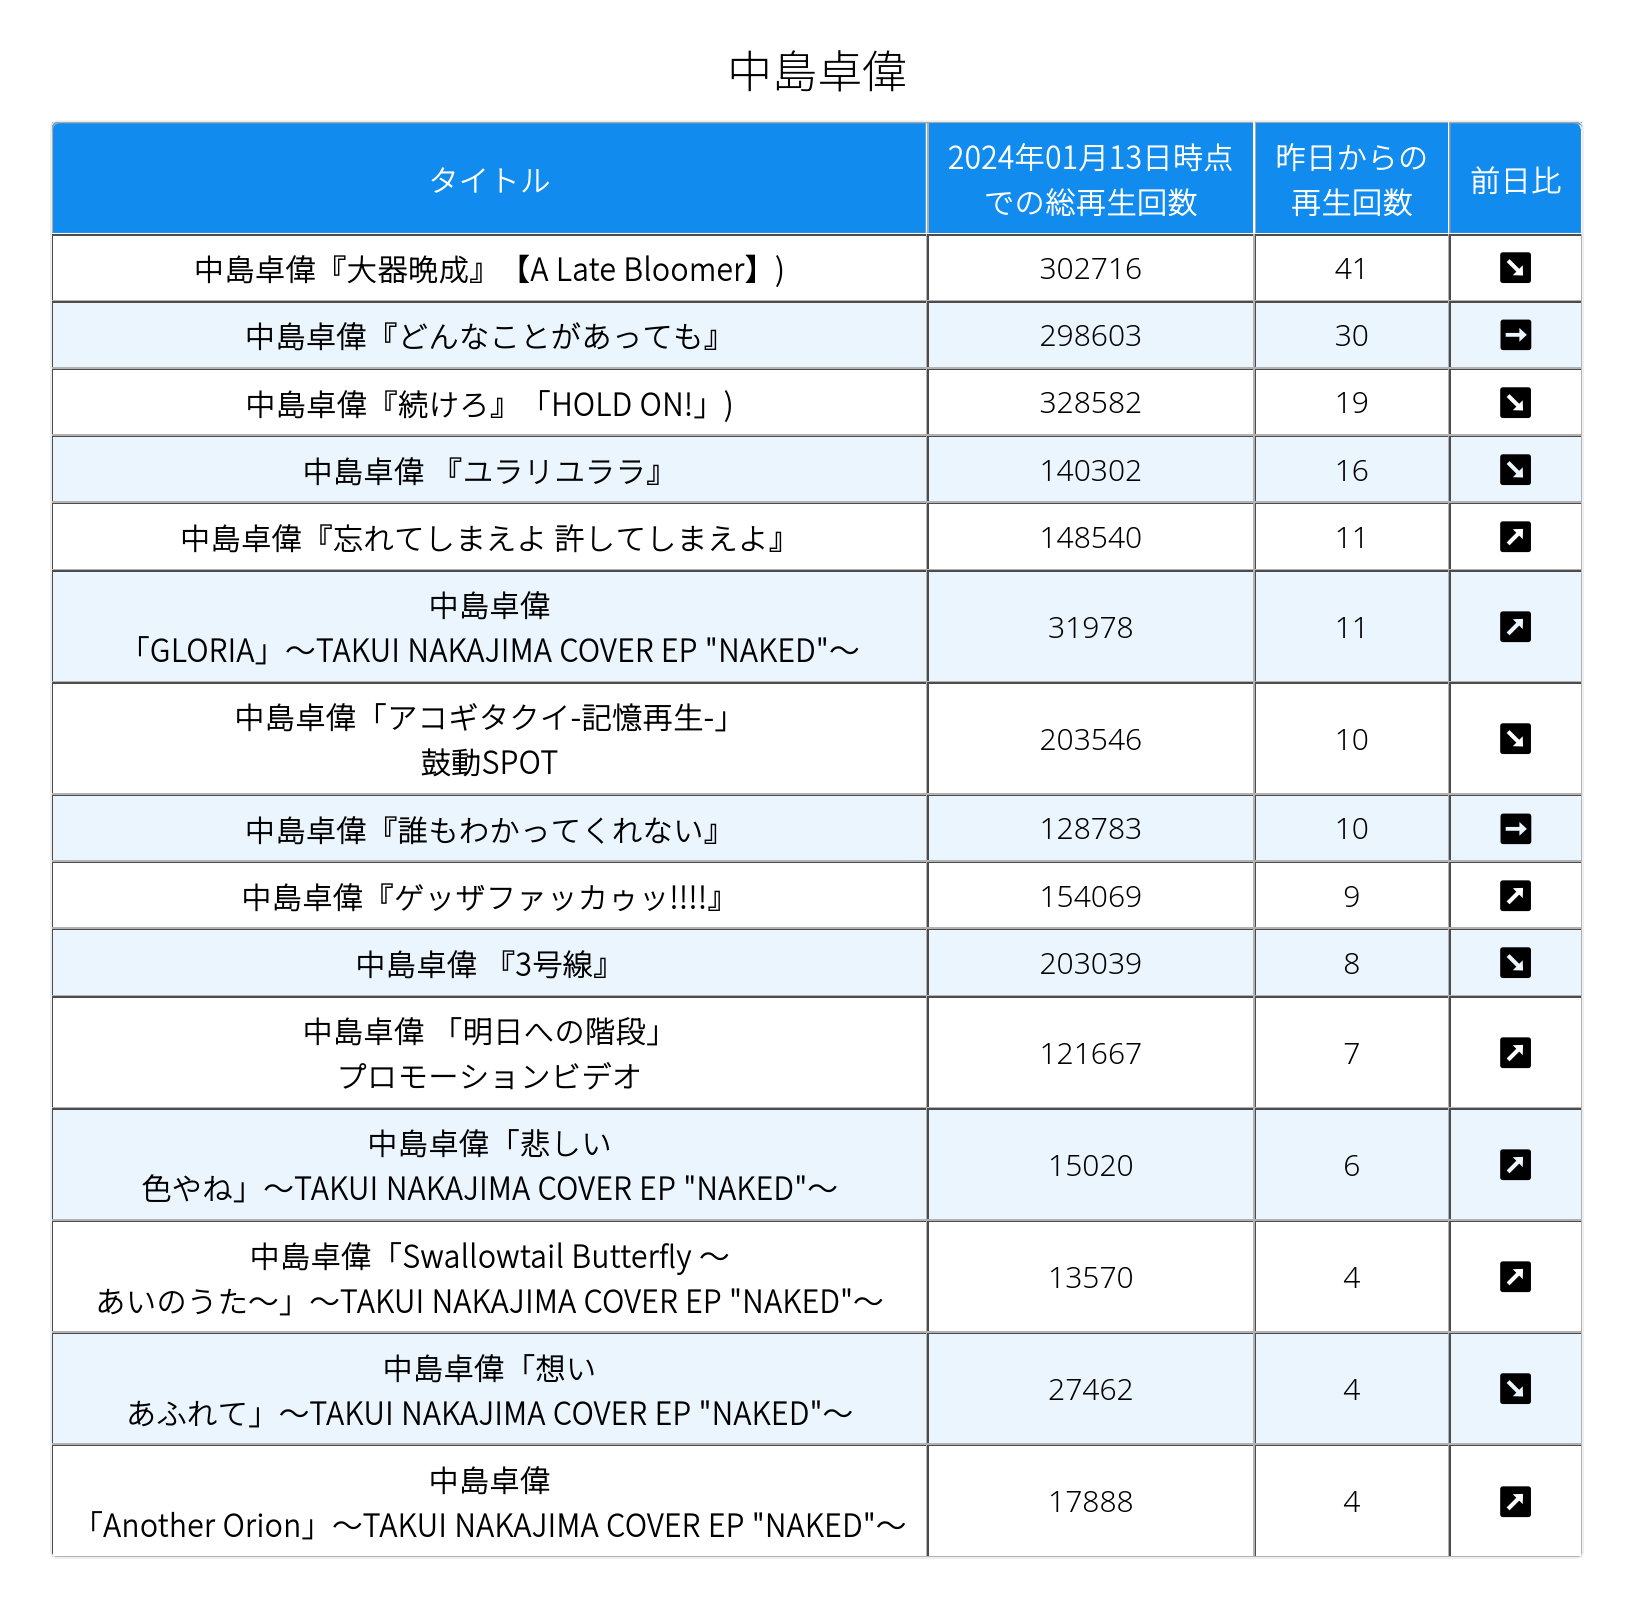 中島卓偉
タイトル
2024年01月13日時点
での総再生回数
昨日からの
再生回数
前日比
中島卓偉『大器晩成』【A Late Bloomer】)
302716
41
中島卓偉『どんなことがあっても』
298603
30
中島卓偉『続けろ』「HOLD ON!」)
328582
19
中島卓偉 『ユラリユララ』
140302
16
中島卓偉『忘れてしまえよ 許してしまえよ』
148540
11
中島卓偉
「GLORIA」～TAKUI NAKAJIMA COVER EP "NAKED"～
31978
11
中島卓偉「アコギタクイ-記憶再生-」
鼓動SPOT
203546
10
中島卓偉『誰もわかってくれない』
128783
10
中島卓偉『ゲッザファッカゥッ!!!!』
154069
9
中島卓偉 『3号線』
203039
8
中島卓偉 「明日への階段」
プロモーションビデオ
121667
7
中島卓偉「悲しい
色やね」～TAKUI NAKAJIMA COVER EP "NAKED"～
15020
6
中島卓偉「Swallowtail Butterfly ～
あいのうた～」～TAKUI NAKAJIMA COVER EP "NAKED"～
13570
4
中島卓偉「想い
あふれて」～TAKUI NAKAJIMA COVER EP "NAKED"～
27462
4
中島卓偉
「Another Orion」～TAKUI NAKAJIMA COVER EP "NAKED"～
17888
4